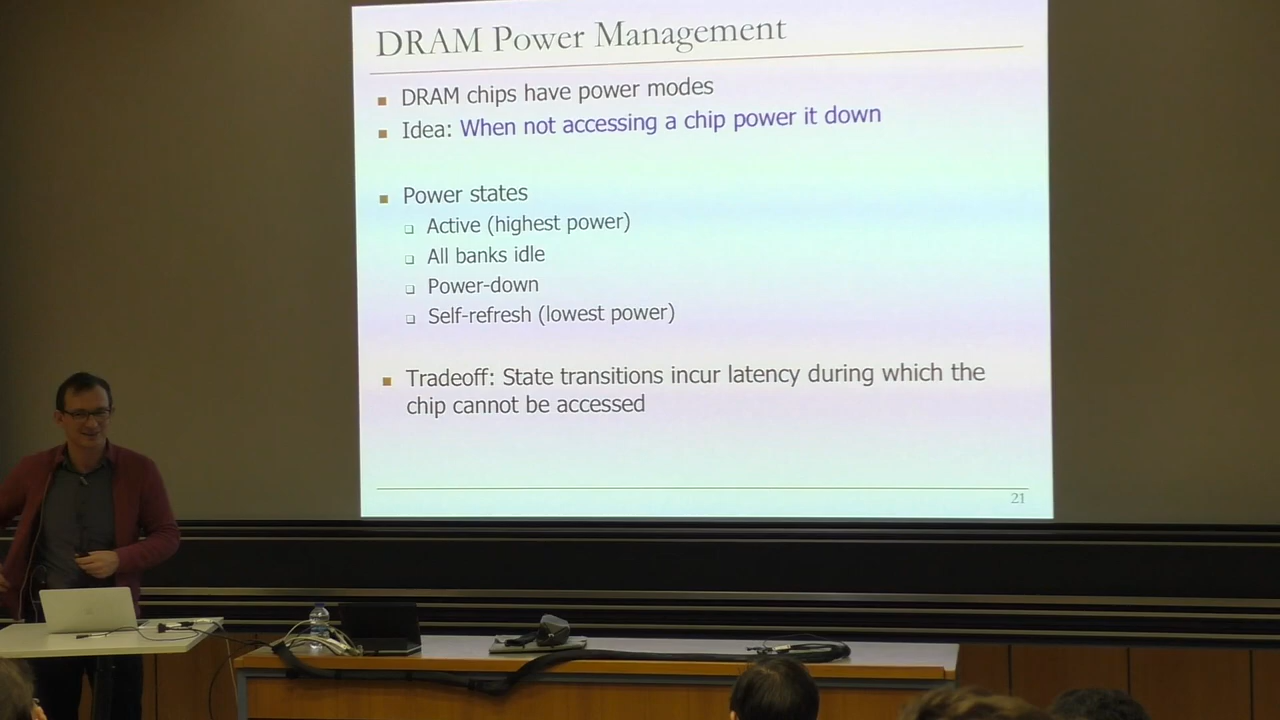 DRAM Power Management
DRAM chips have power modes
Idea: When not accessing a chip power it down
Power states
Active (highest power)
All banks idle
Power-down
Self-refresh (lowest power)
Tradeoff: State transitions incur latency during which the
chip cannot be accessed
21